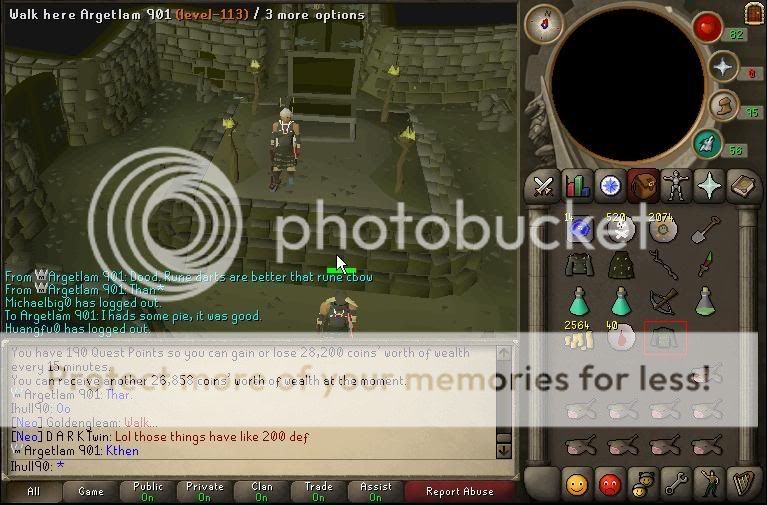 Walk here Argetlam 901 (level-113) / 3 more options
82
95
56
14 520 2074
photobucket
From Argetlam 901: Dood. Rune darts are better that rune cbow
From Argetlam 901: Than*
Michaelbig0 has logged out.
To Argetlam 901: I hads some pie, it was good.
Huangfu0 has logged out.
2564 40
You have 190 Quest Points so you can gain or lose 28,200 coins' worth of wealth
every 15 minutes.
You can receive another 28,858 coins' worth of wealth at the moment.
Protect more of your memories for less!
Argetlam 901: Thar.
Ihull90: Oo
[Neo] Goldengleam: Walk...
[Neo] D A R K Twin: Lol those things have like 200 def
Argetlam 901: Kthen
Ihull90: *
All Game Public On Private On Clan On Trade On Assist On Report Abuse